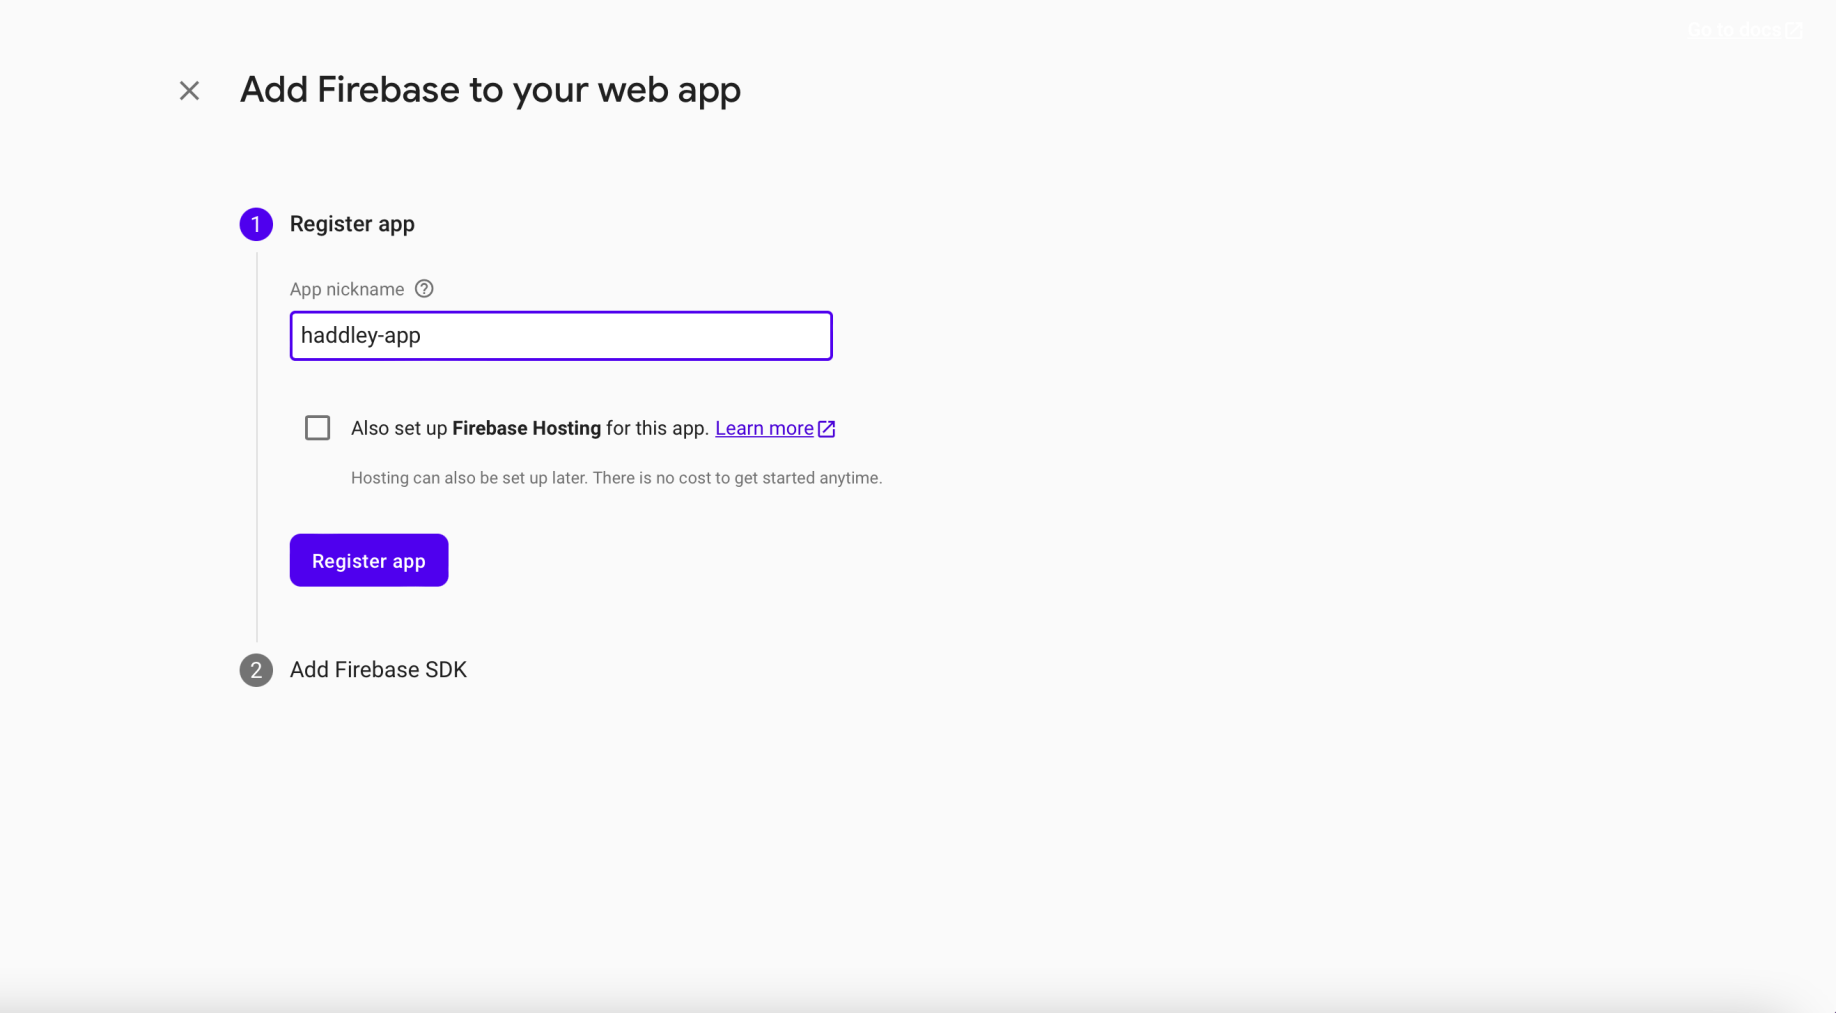 Go to docs
Add Firebase to your web app
1 Register app
App nickname
haddley-app
Also set up Firebase Hosting for this app. Learn more
Hosting can also be set up later. There is no cost to get started anytime.
Register app
2 Add Firebase SDK